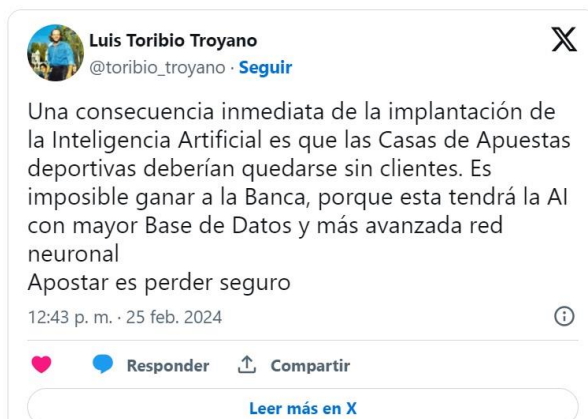 Luis Toribio Troyano
@toribio_troyano · Seguir
Una consecuencia inmediata de la implantación de
la Inteligencia Artificial es que las Casas de Apuestas
deportivas deberían quedarse sin clientes. Es
imposible ganar a la Banca, porque esta tendrá la AI
con mayor Base de Datos y más avanzada red
neuronal
Apostar es perder seguro
12:43 p. m. · 25 feb. 2024
Responder Compartir
Leer más en X